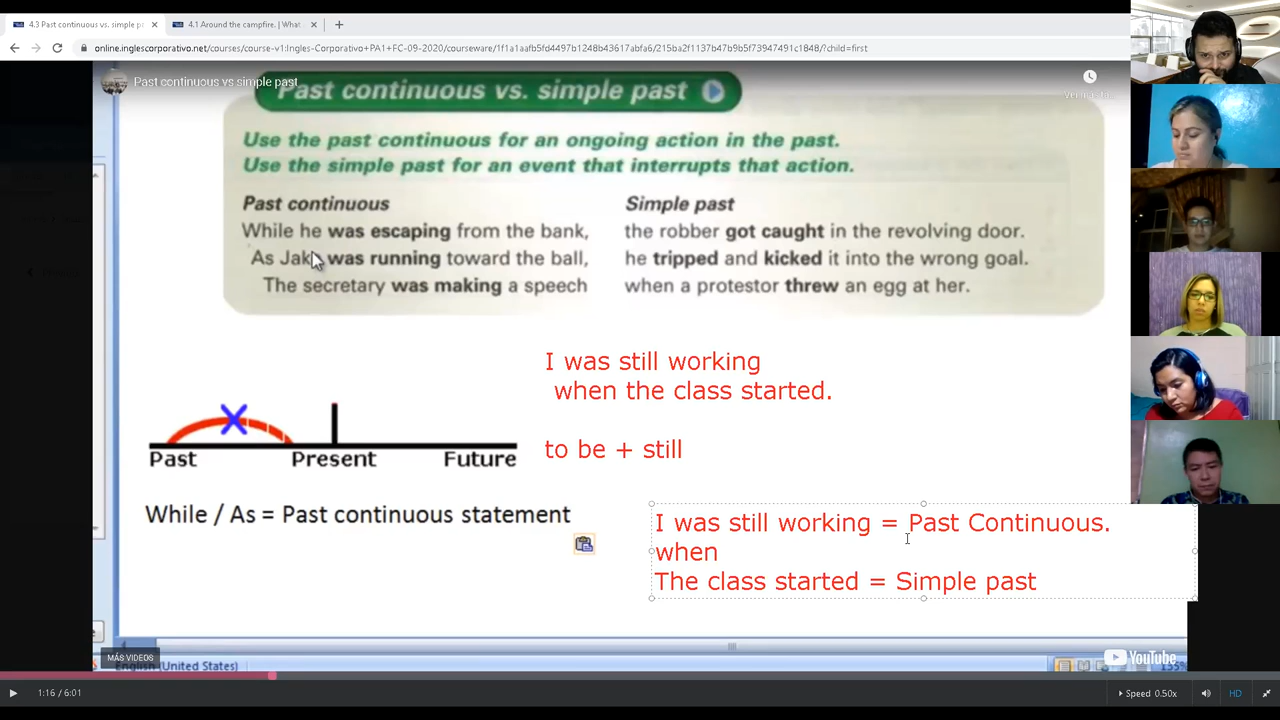 4.3 Past continuous vs. simple p
4.1 Around the campfire. | What
online.inglescorporativo.net/courses/course-v1:Ingles-Corporativo+PA1+FC-09-2020/courseware/1f1a1aafb5fd4497b1248b43617abfa6/215ba2f1137b47b9b5f73947491c1848/?child=first
Past continuous vs simple past
Past continuous vs. simple past
Use the past continuous for an ongoing action in the past.
Use the simple past for an event that interrupts that action.
Past continuous Simple past
While he was escaping from the bank, the robber got caught in the revolving door.
As Jake was running toward the ball, he tripped and kicked it into the wrong goal.
The secretary was making a speech when a protestor threw an egg at her.
I was still working
when the class started.
to be + still
Past Present Future
While / As = Past continuous statement
I was still working = Past Continuous.
when
The class started = Simple past
MÁS VIDEOS
English (United States)
YouTube
1:16 / 6:01
Speed 0.50x
HD